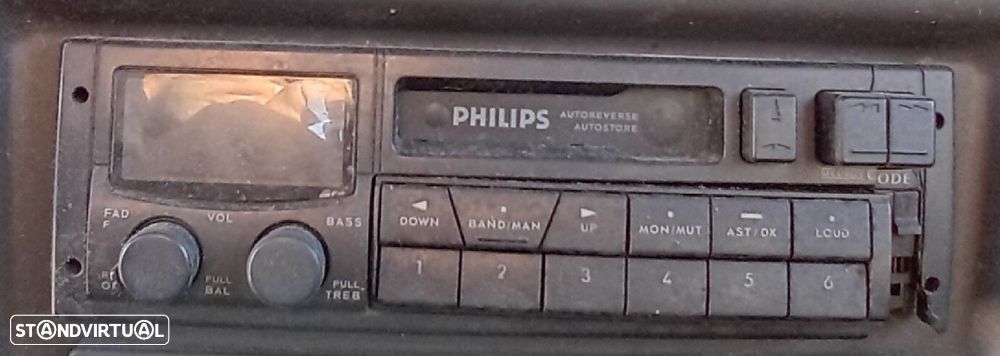 PHILIPS
AUTOREVERSE
AUTOSTORE
CODE
FAD
F
VOL
BASS
DOWN
BAND/MAN
UP
MON/MUT
AST/DX
LOUD
1 2 3 4 5 6
PULL
BAL
PULL
TREB
STANDVIRTUAL